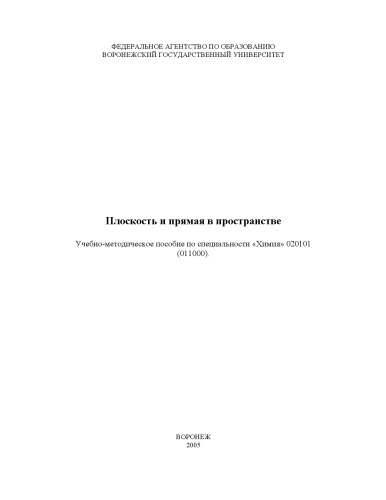 ФЕДЕРАЛЬНОЕ АГЕНТСТВО ПО ОБРАЗОВАНИЮ
ВОРОНЕЖСКИЙ ГОСУДАРСТВЕННЫЙ УНИВЕРСИТЕТ
Плоскость и прямая в пространстве
Учебно-методическое пособие по специальности «Химия» 020101
(011000).
ВОРОНЕЖ
2005